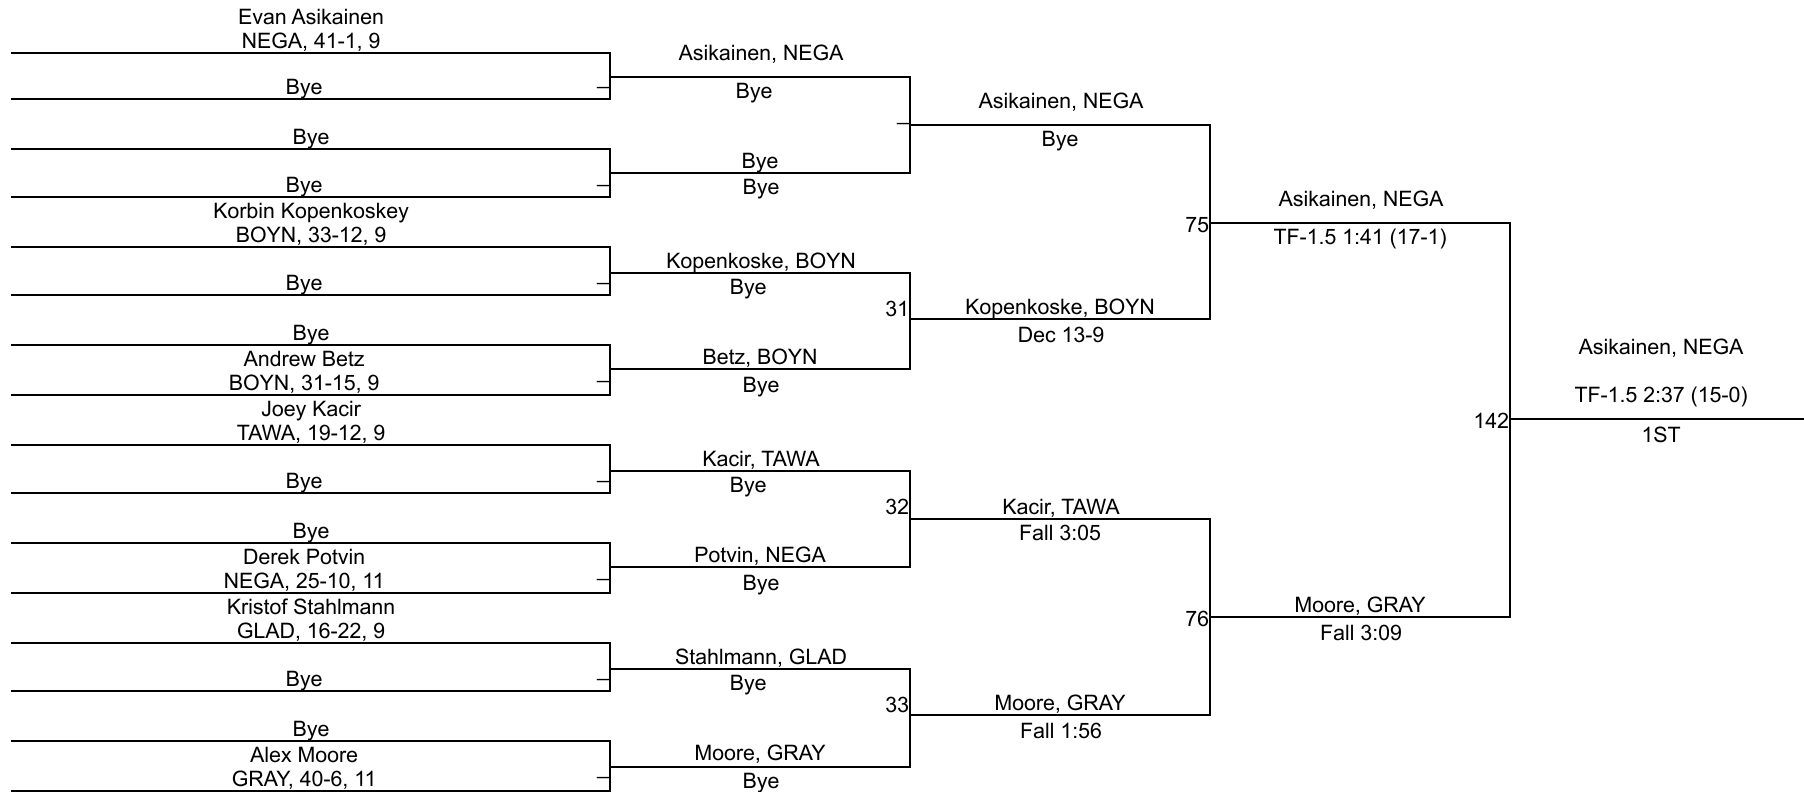 Evan Asikainen
NEGA, 41-1, 9
Bye
Bye
Bye
Korbin Kopenkoskey
BOYN, 33-12, 9
Bye
Bye
Andrew Betz
BOYN, 31-15, 9
Joey Kacir
TAWA, 19-12, 9
Bye
Bye
Derek Potvin
NEGA, 25-10, 11
Kristof Stahlmann
GLAD, 16-22, 9
Bye
Bye
Alex Moore
GRAY, 40-6, 11
Asikainen, NEGA
Bye
Bye
Bye
Kopenkoske, BOYN
Bye
31
Betz, BOYN
Bye
Kacir, TAWA
Bye
32
Potvin, NEGA
Bye
Stahlmann, GLAD
Bye
33
Moore, GRAY
Bye
Asikainen, NEGA
Bye
75
Kopenkoske, BOYN
Dec 13-9
Kacir, TAWA
Fall 3:05
76
Moore, GRAY
Fall 1:56
Asikainen, NEGA
TF-1.5 1:41 (17-1)
142
Moore, GRAY
Fall 3:09
Asikainen, NEGA
TF-1.5 2:37 (15-0)
1ST